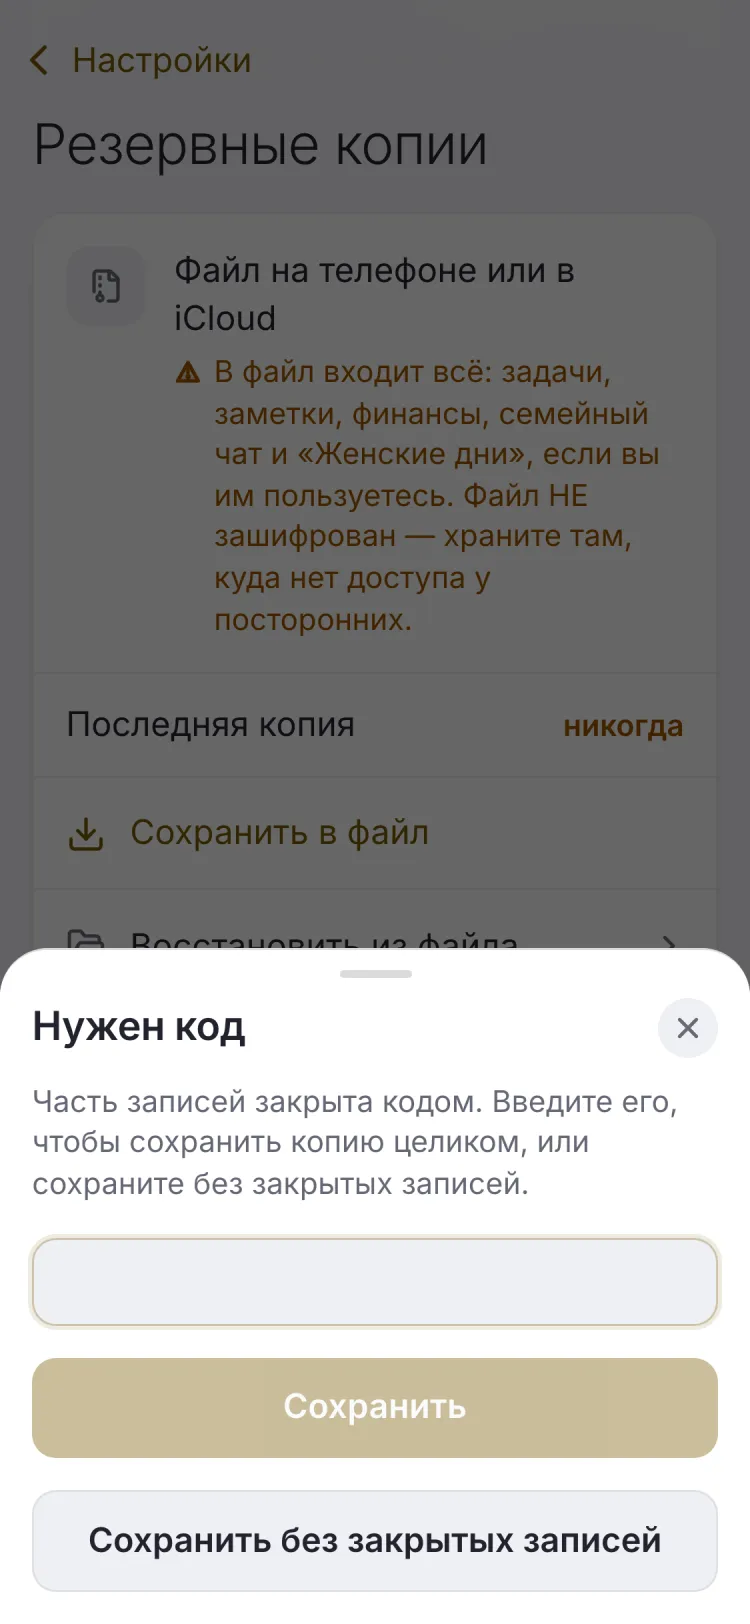 Настройки
Резервные копии
Файл на телефоне или в
iCloud
В файл входит всё: задачи,
заметки, финансы, семейный
чат и «Женские дни», если вы
им пользуетесь. Файл НЕ
зашифрован — храните там,
куда нет доступа у
посторонних.
Последняя копия никогда
Сохранить в файл
Восстановить из файла
Нужен код
Часть записей закрыта кодом. Введите его,
чтобы сохранить копию целиком, или
сохраните без закрытых записей.
Сохранить
Сохранить без закрытых записей